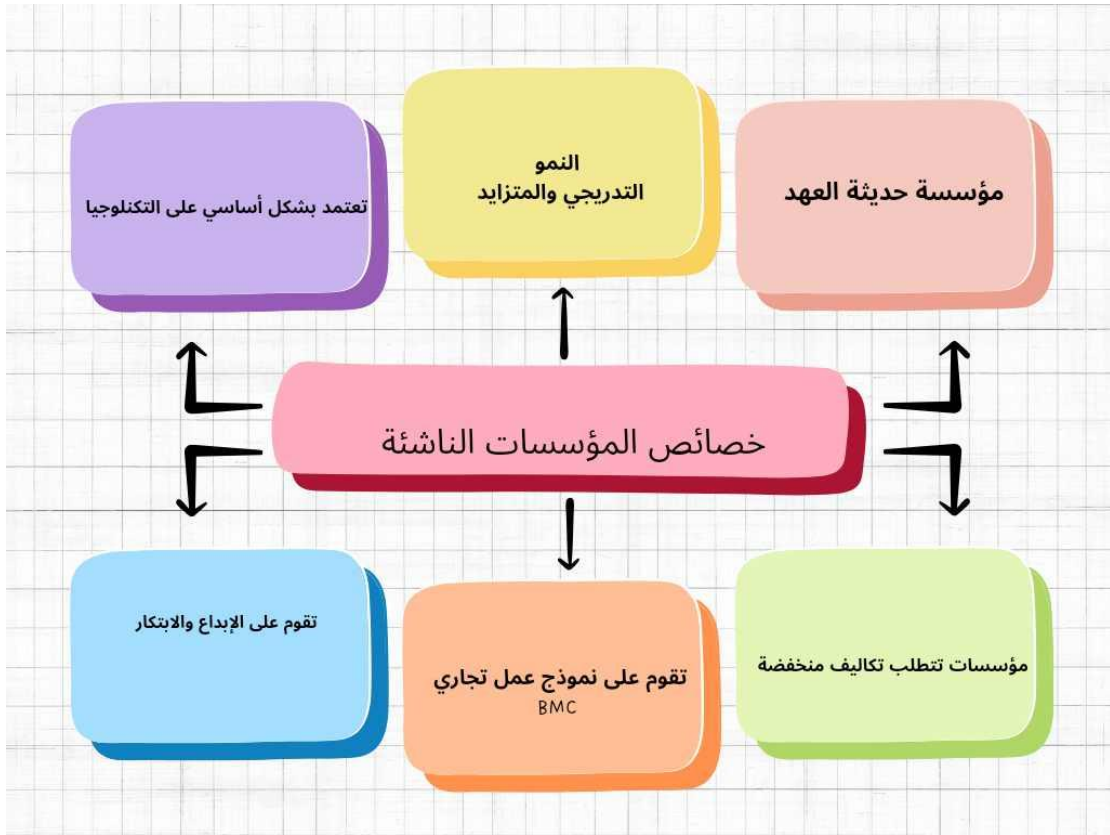 مؤسسة حديثة العهد
النمو
التدريجي والمتزايد
تعتمد بشكل أساسي على التكنلوجيا
خصائص المؤسسات الناشئة
مؤسسات تتطلب تكاليف منخفضة
تقوم على نموذج عمل تجاري
BMC
تقوم على الإبداع والابتكار